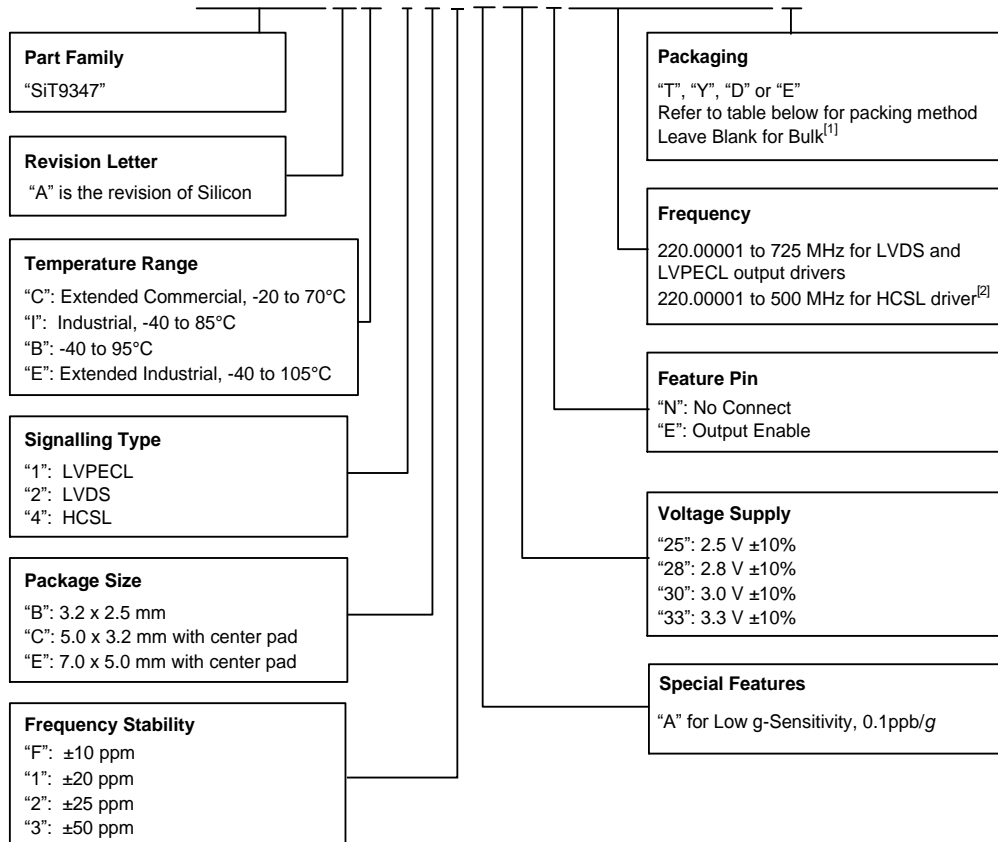 Part Family
“SiT9347”
Revision Letter
“A” is the revision of Silicon
Temperature Range
“C”: Extended Commercial, -20 to 70°C
“I”: Industrial, -40 to 85°C
“B”: -40 to 95°C
“E”: Extended Industrial, -40 to 105°C
Signalling Type
“1”: LVPECL
“2”: LVDS
“4”: HCSL
Package Size
“B”: 3.2 x 2.5 mm
“C”: 5.0 x 3.2 mm with center pad
“E”: 7.0 x 5.0 mm with center pad
Frequency Stability
“F”: ±10 ppm
“1”: ±20 ppm
“2”: ±25 ppm
“3”: ±50 ppm
Packaging
“T”, “Y”, “D” or “E”
Refer to table below for packing method
Leave Blank for Bulk[1]
Frequency
220.00001 to 725 MHz for LVDS and
LVPECL output drivers
220.00001 to 500 MHz for HCSL driver[2]
Feature Pin
“N”: No Connect
“E”: Output Enable
Voltage Supply
“25”: 2.5 V ±10%
“28”: 2.8 V ±10%
“30”: 3.0 V ±10%
“33”: 3.3 V ±10%
Special Features
“A” for Low g-Sensitivity, 0.1ppb/g